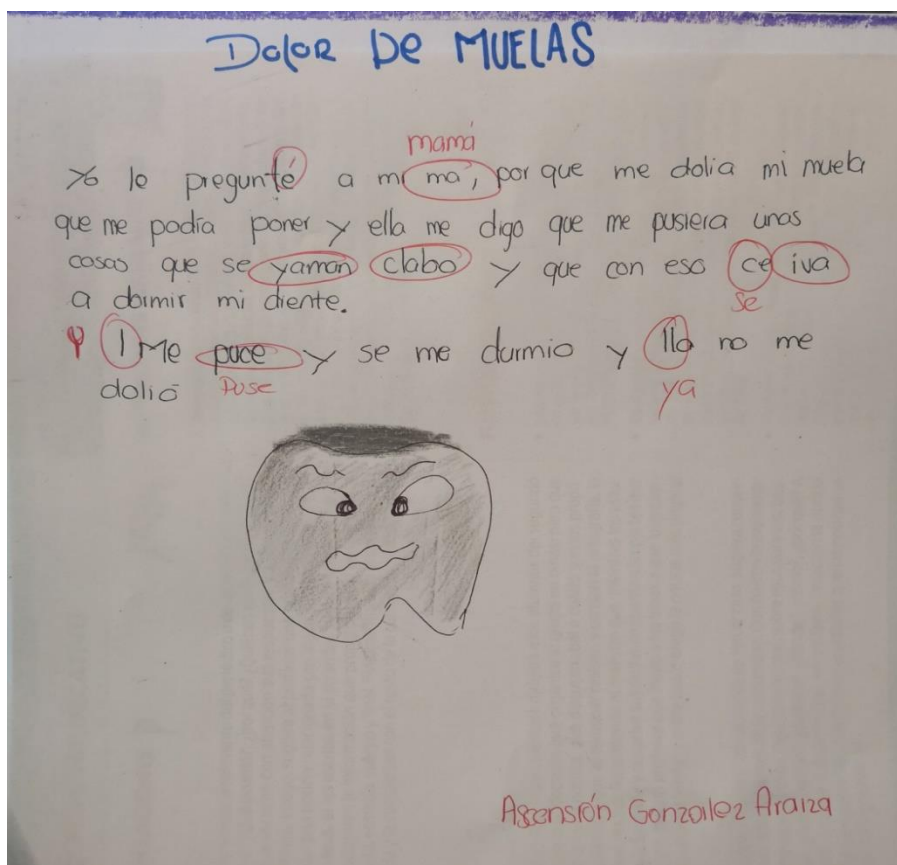 Dolor De MUELAS
mamá
Yo le pregunté a mi ma, por que me dolia mi muela
que me podía poner y ella me digo que me pusiera unas
cosas que se yaman clabo y que con eso ce iva
se
a dormir mi diente.
Y I Me puce y se me durmio y lla no me
dolió puse ya
Ascensión Gonzalez Araiza